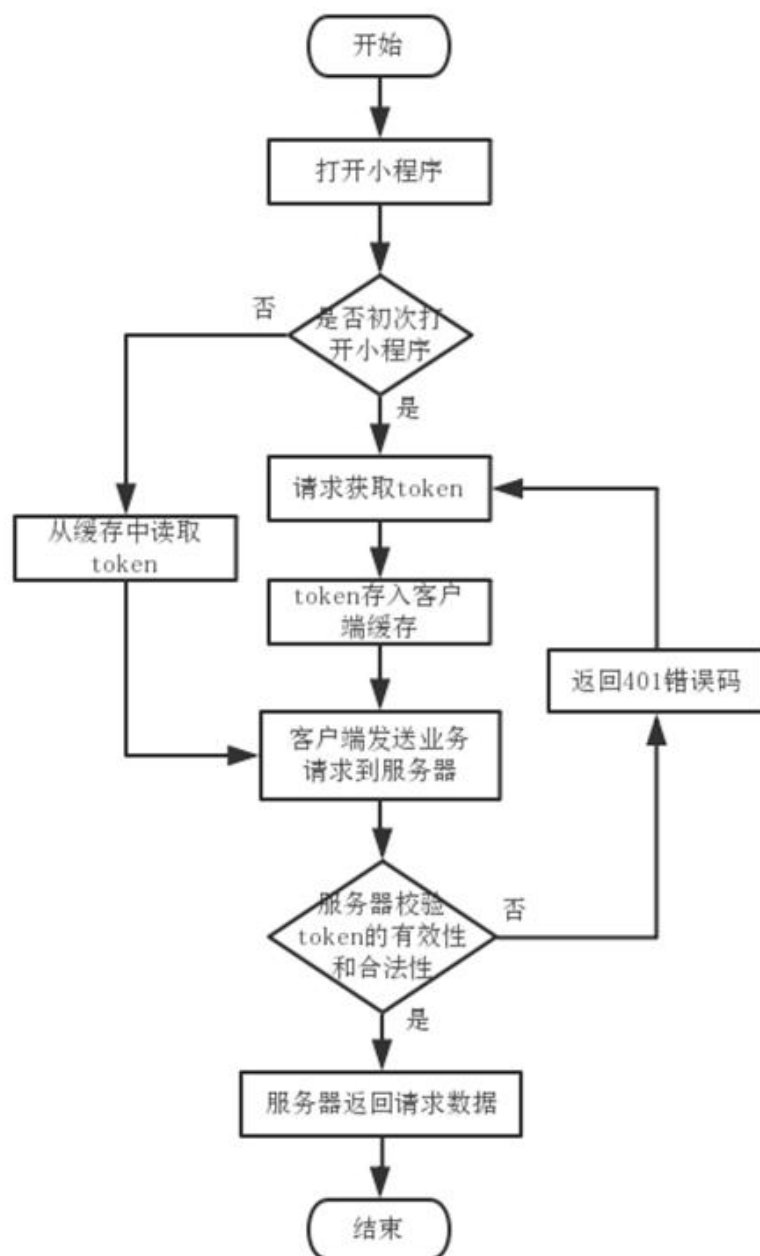 开始
打开小程序
否
是否初次打
开小程序
是
请求获取token
从缓存中读取
token
token存入客户
端缓存
返回401错误码
客户端发送业务
请求到服务器
服务器校验
token的有效性
和合法性
否
是
服务器返回请求数据
结束